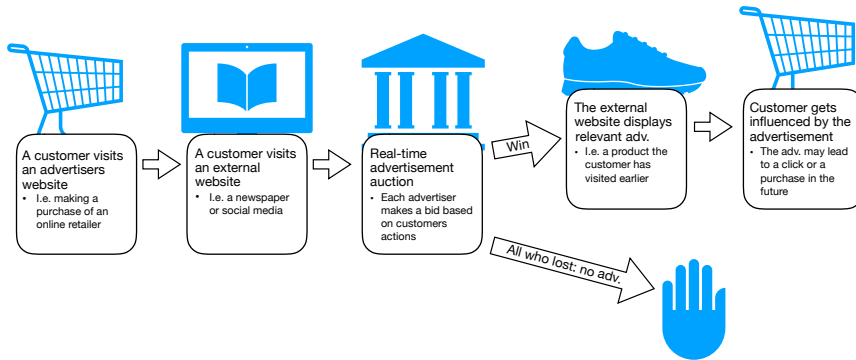 A customer visits
an advertisers
website
• I.e. making a
purchase of an
online retailer
A customer visits
an external
website
• I.e. a newspaper
or social media
Real-time
advertisement
auction
• Each advertiser
makes a bid based
on customers
actions
Win
The external
website displays
relevant adv.
• I.e. a product the
customer has
visited earlier
Customer gets
influenced by the
advertisement
• The adv. may lead
to a click or a
purchase in the
future
All who lost: no adv.